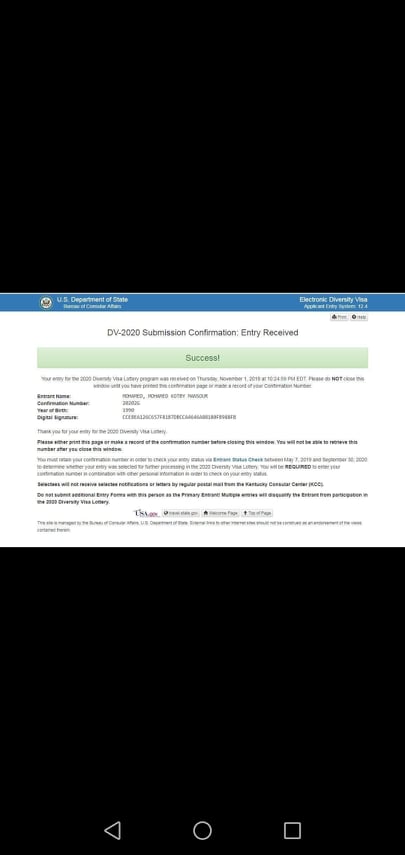 U.S. Department of State
Bureau of Consular Affairs
Electronic Diversity Visa
Applicant Entry System 12.4
Print
Help
DV-2020 Submission Confirmation: Entry Received
Success!
Your entry for the 2020 Diversity Visa Lottery program was received on Thursday, November 1, 2018 at 10:24:59 PM EDT. Please do NOT close this
window until you have printed this confirmation page or made a record of your Confirmation Number.
Entrant Name: MOHAMED, MOHAMED KOTBY MANSOUR
Confirmation Number:
Year of Birth: 1990
Digital Signature:
Thank you for your entry for the 2020 Diversity Visa Lottery.
Please either print this page or make a record of the confirmation number before closing this window. You will not be able to retrieve this
number after you close this window.
You must retain your confirmation number in order to check your entry status via Entrant Status Check between May 7, 2019 and September 30, 2020
to determine whether your entry was selected for further processing in the 2020 Diversity Visa Lottery. You will be REQUIRED to enter your
confirmation number in combination with other personal information in order to check on your entry status.
Selectees will not receive selectee notifications or letters by regular postal mail from the Kentucky Consular Center (KCC).
Do not submit additional Entry Forms with this person as the Primary Entrant! Multiple entries will disqualify the Entrant from participation in
the 2020 Diversity Visa Lottery.
USA.gov
travel.state.gov
Welcome Page
Top of Page
This site is managed by the Bureau of Consular Affairs, U.S. Department of State. External links to other Internet sites should not be construed as an endorsement of the views
contained therein.